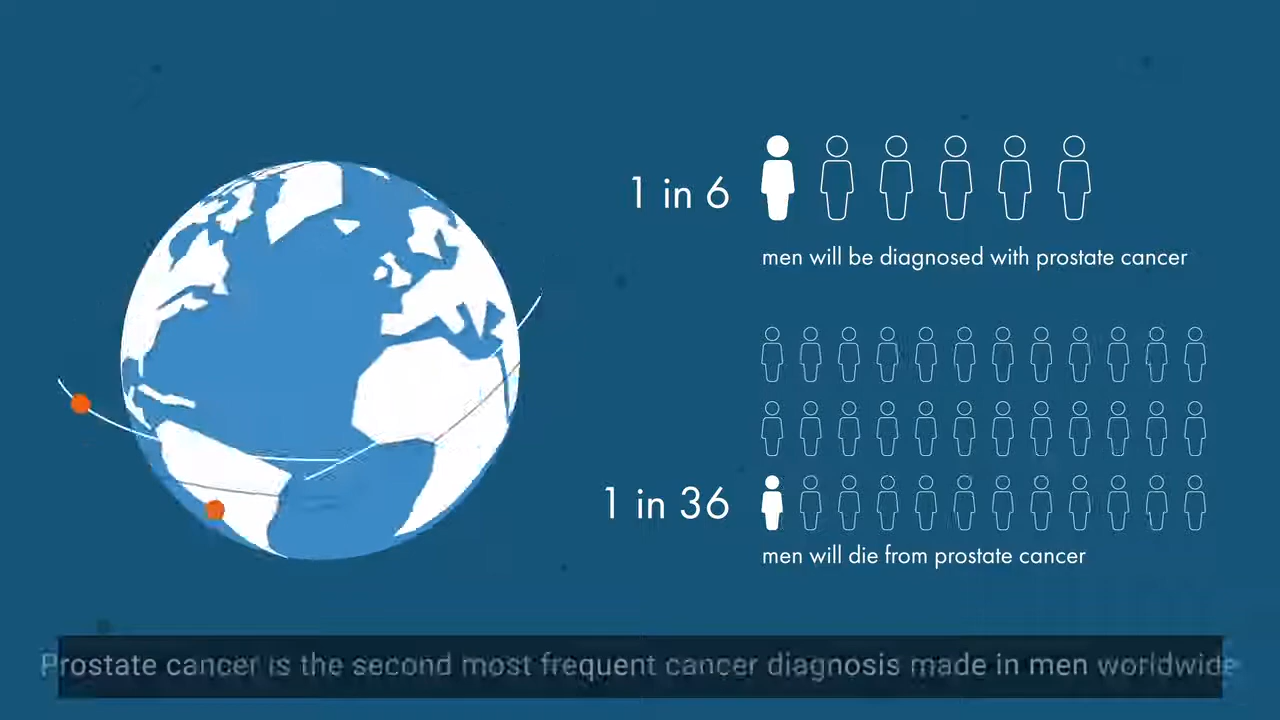 1 in 6
men will be diagnosed with prostate cancer
1 in 36
men will die from prostate cancer
Prostate cancer is the second most frequent cancer diagnosis made in men worldwide